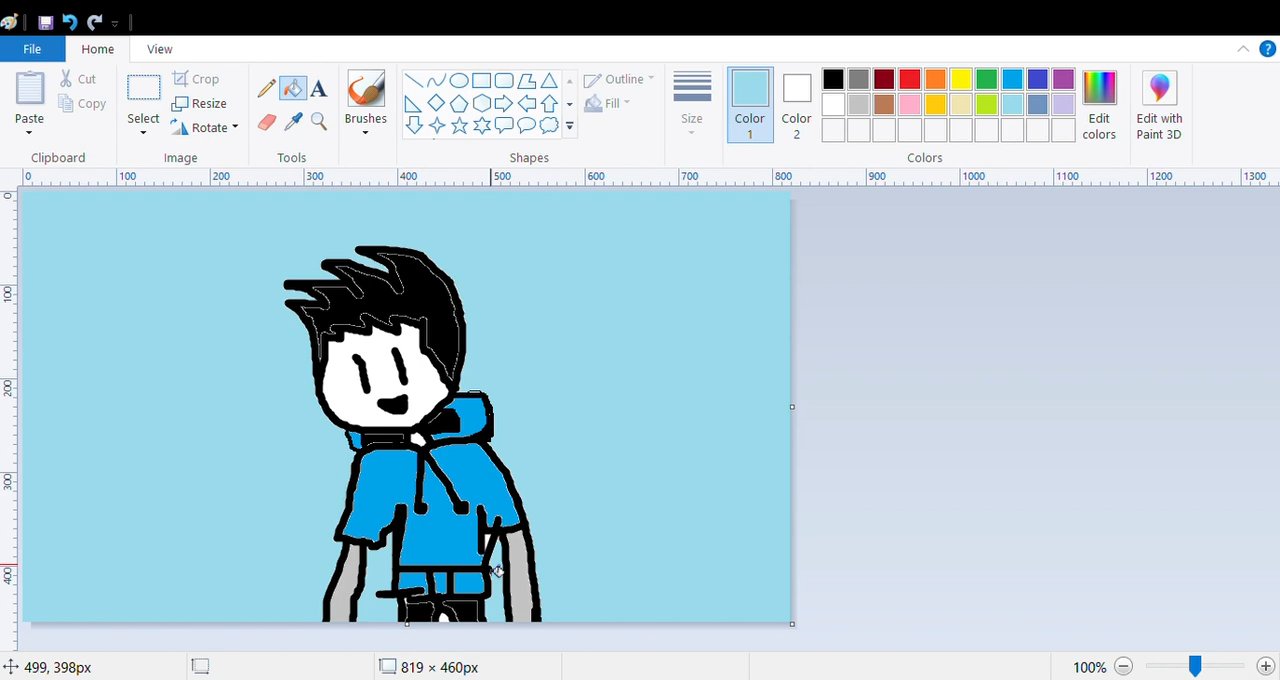 File Home View
Paste
Cut
Copy
Clipboard
Select
Crop
Resize
Rotate
Image
A
Tools
Brushes
Shapes
Outline
Fill
Size
Color 1
Color 2
Edit colors
Colors
Edit with Paint 3D
?
0 100 200 300 400 500 600 700 800 900 1000 1100 1200 1300
0
100
200
300
400
499, 398px 819 × 460px 100%